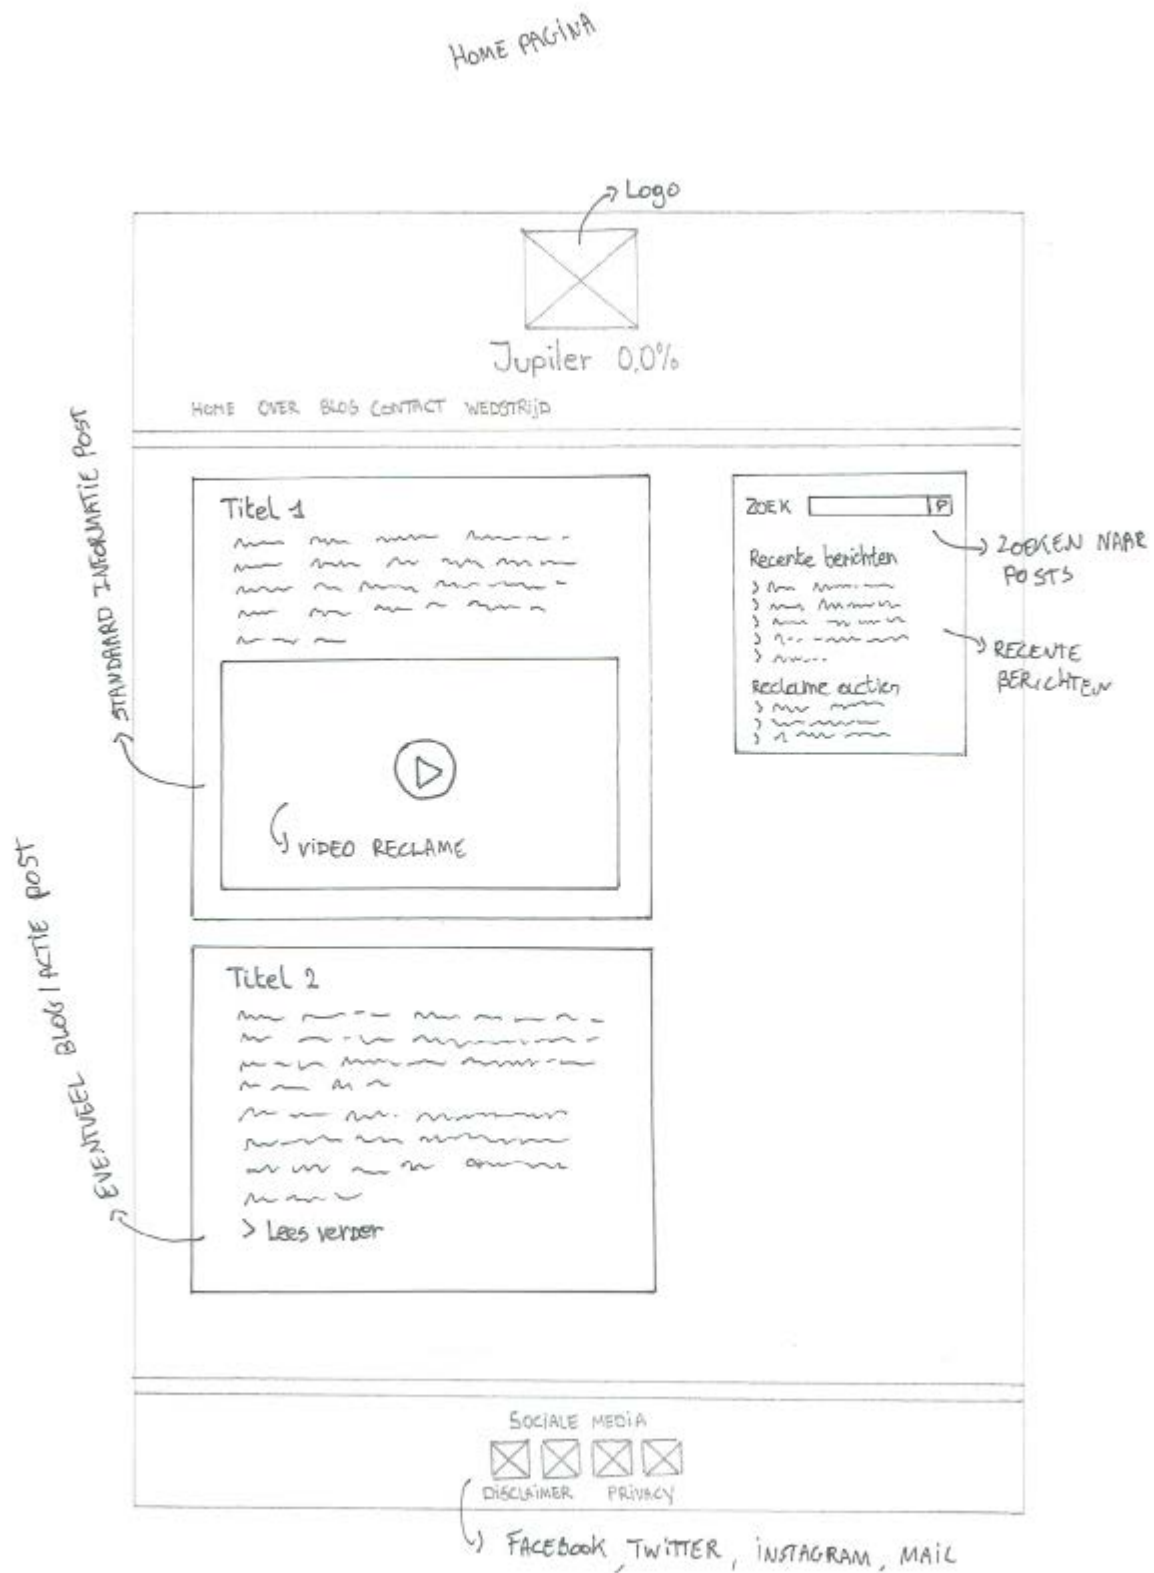 HOME PAGINA
Logo
Jupiler 0,0%
HOME OVER BLOG CONTACT WEDSTRijD
STANDAARD INFORMATIE POST
Titel 1
ViDEO RECLAME
ZOEK
ZOEKEN NAAR
POSTS
Recente berichten
RECENTE
BERICHTEN
Reclame actien
EVENTUEEL BLOG/ACTIE POST
Titel 2
> Lees verder
SOCIALE MEDIA
DISCLAIMER PRIVACY
FACEBOOK, TWITTER, INSTAGRAM, MAIL